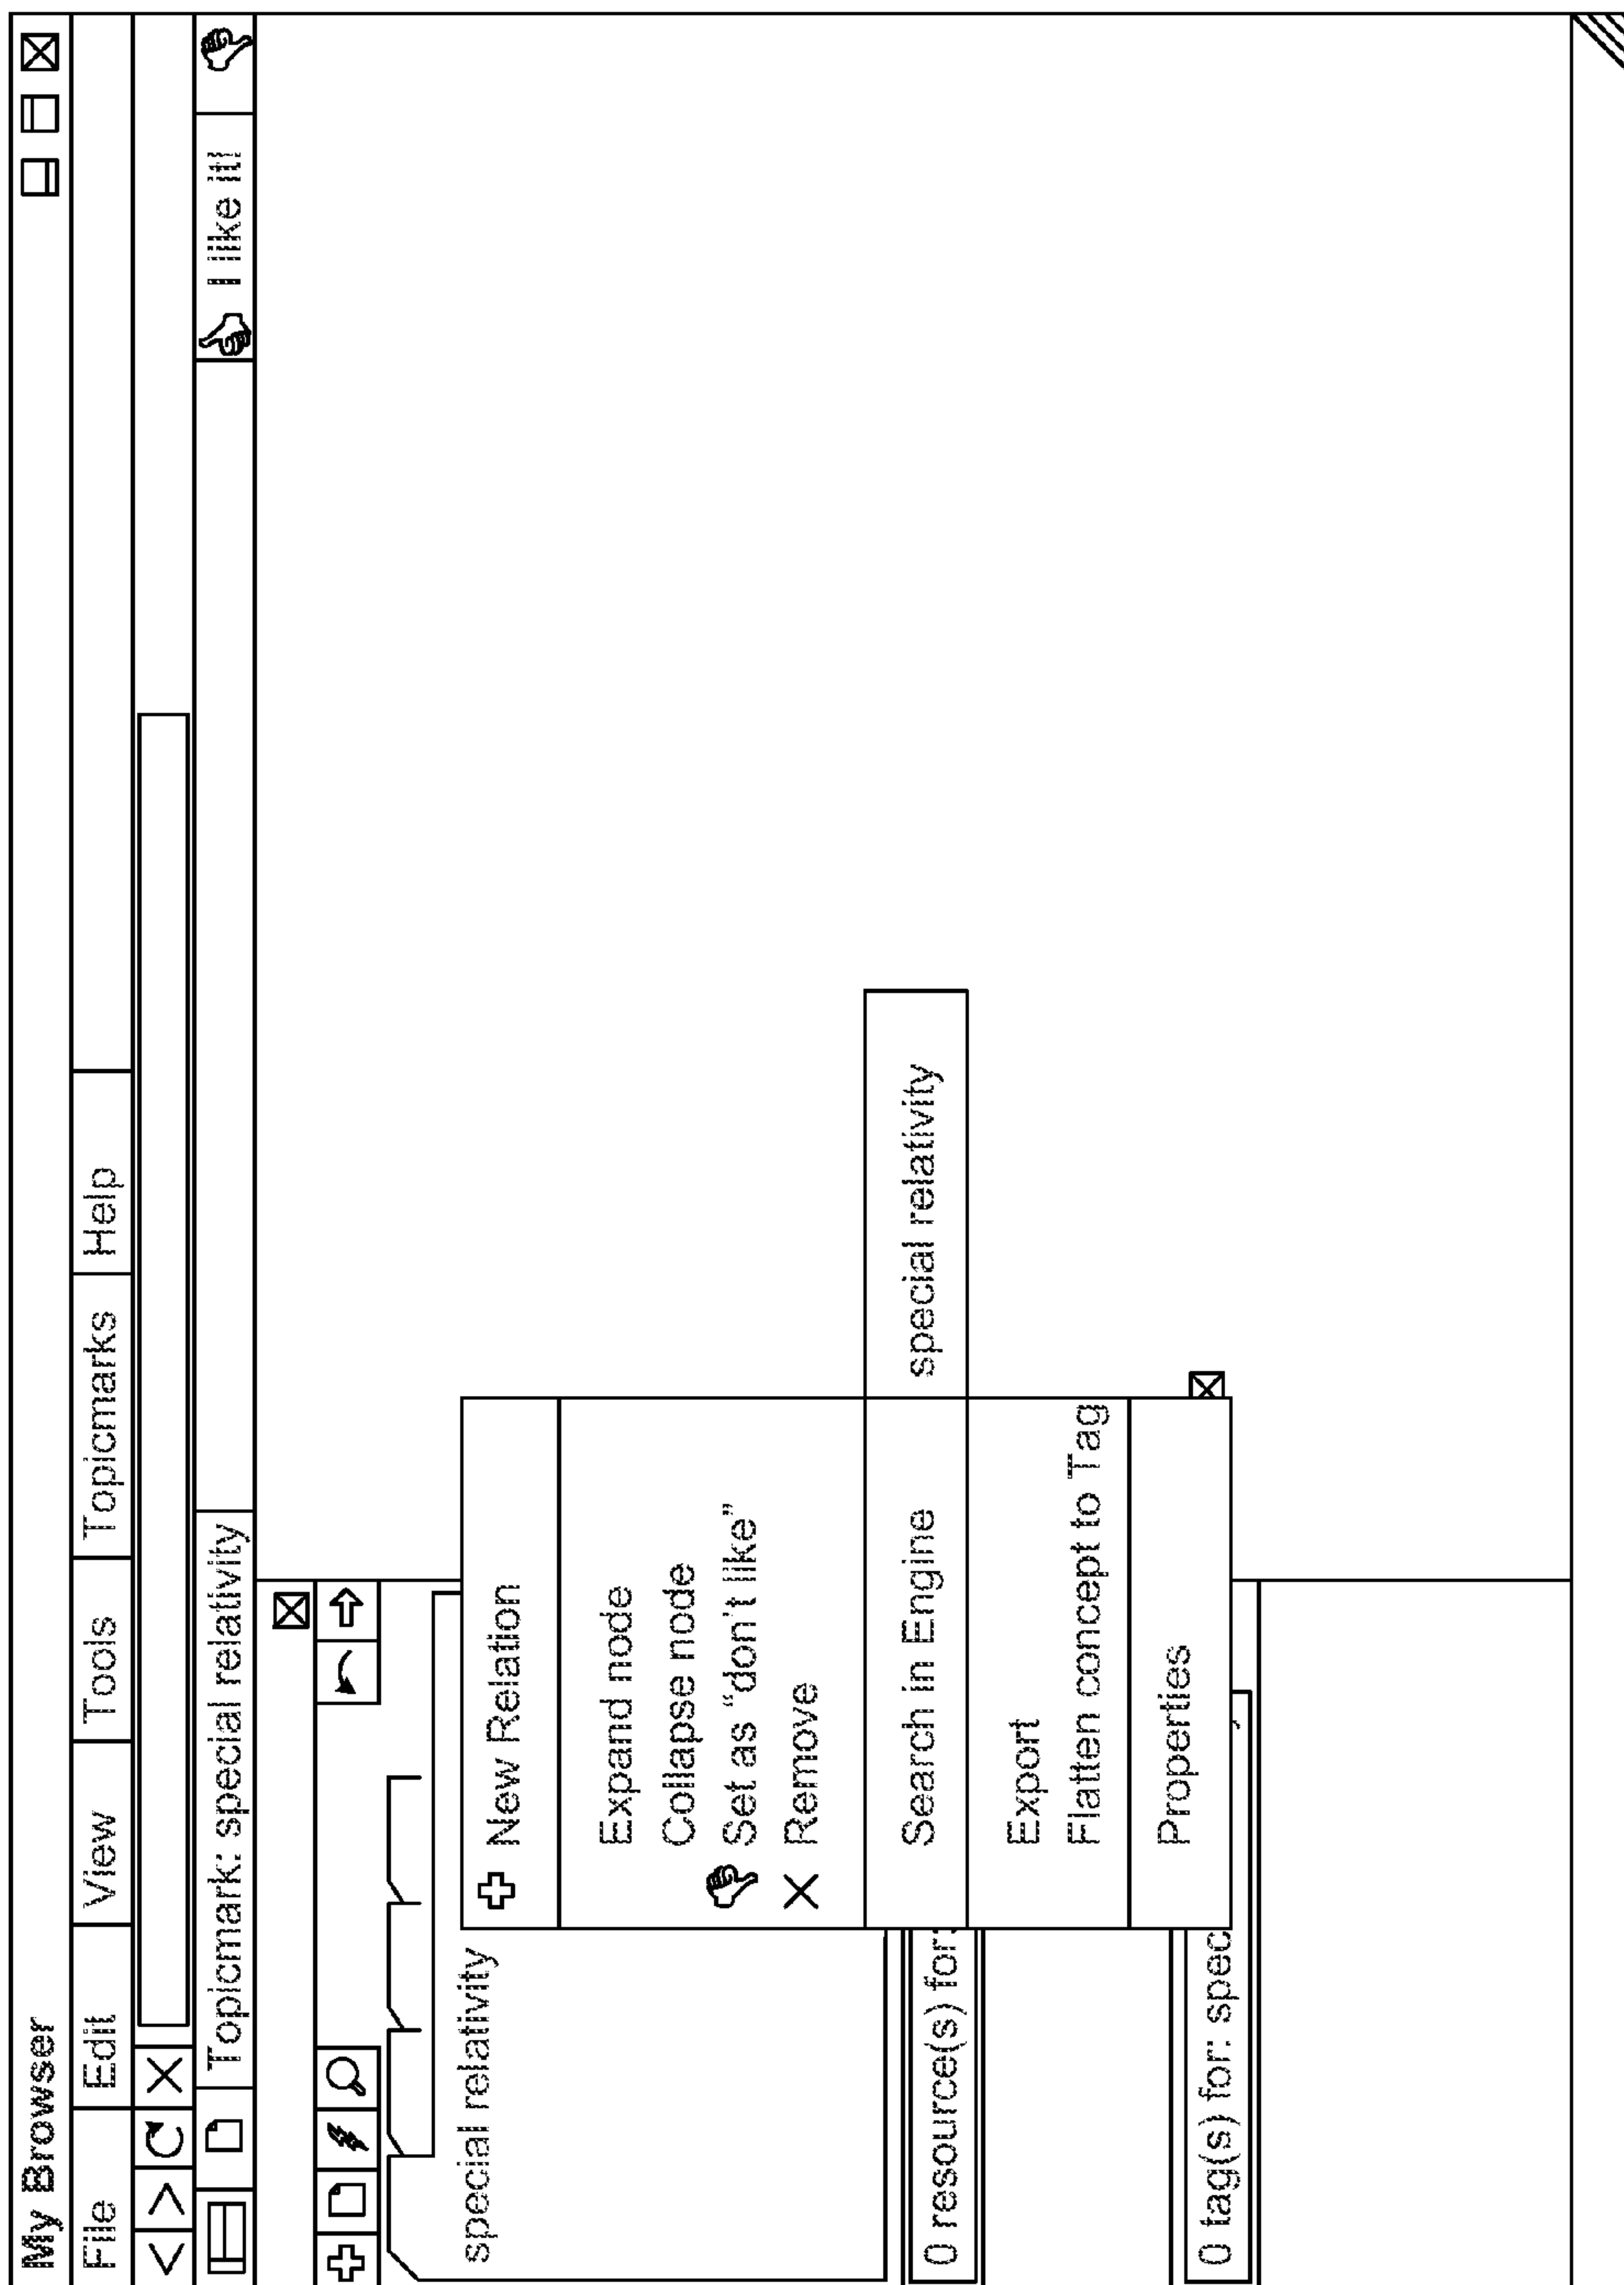 My Browser
File Edit View Tools Topicmarks Help
Topicmark: special relativity I like it!
special relativity
New Relation
Expand node
Collapse node
Set as “don't like”
Remove
Search in Engine special relativity
Export
Flatten concept to Tag
Properties
0 resource(s) for:
0 tag(s) for: spec